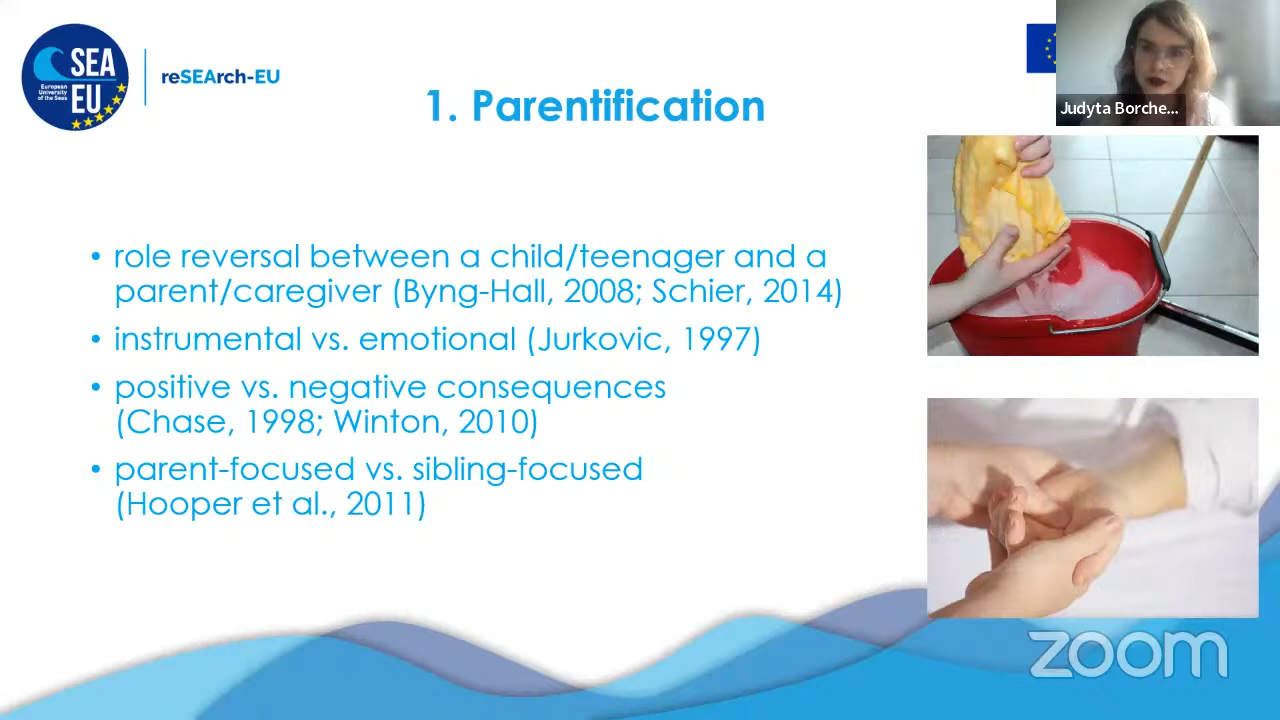 SEA
European
University
of the Seas
EU
reSEArch-EU
1. Parentification
Judyta Borche...
• role reversal between a child/teenager and a
parent/caregiver (Byng-Hall, 2008; Schier, 2014)
• instrumental vs. emotional (Jurkovic, 1997)
• positive vs. negative consequences
(Chase, 1998; Winton, 2010)
• parent-focused vs. sibling-focused
(Hooper et al., 2011)
zoom